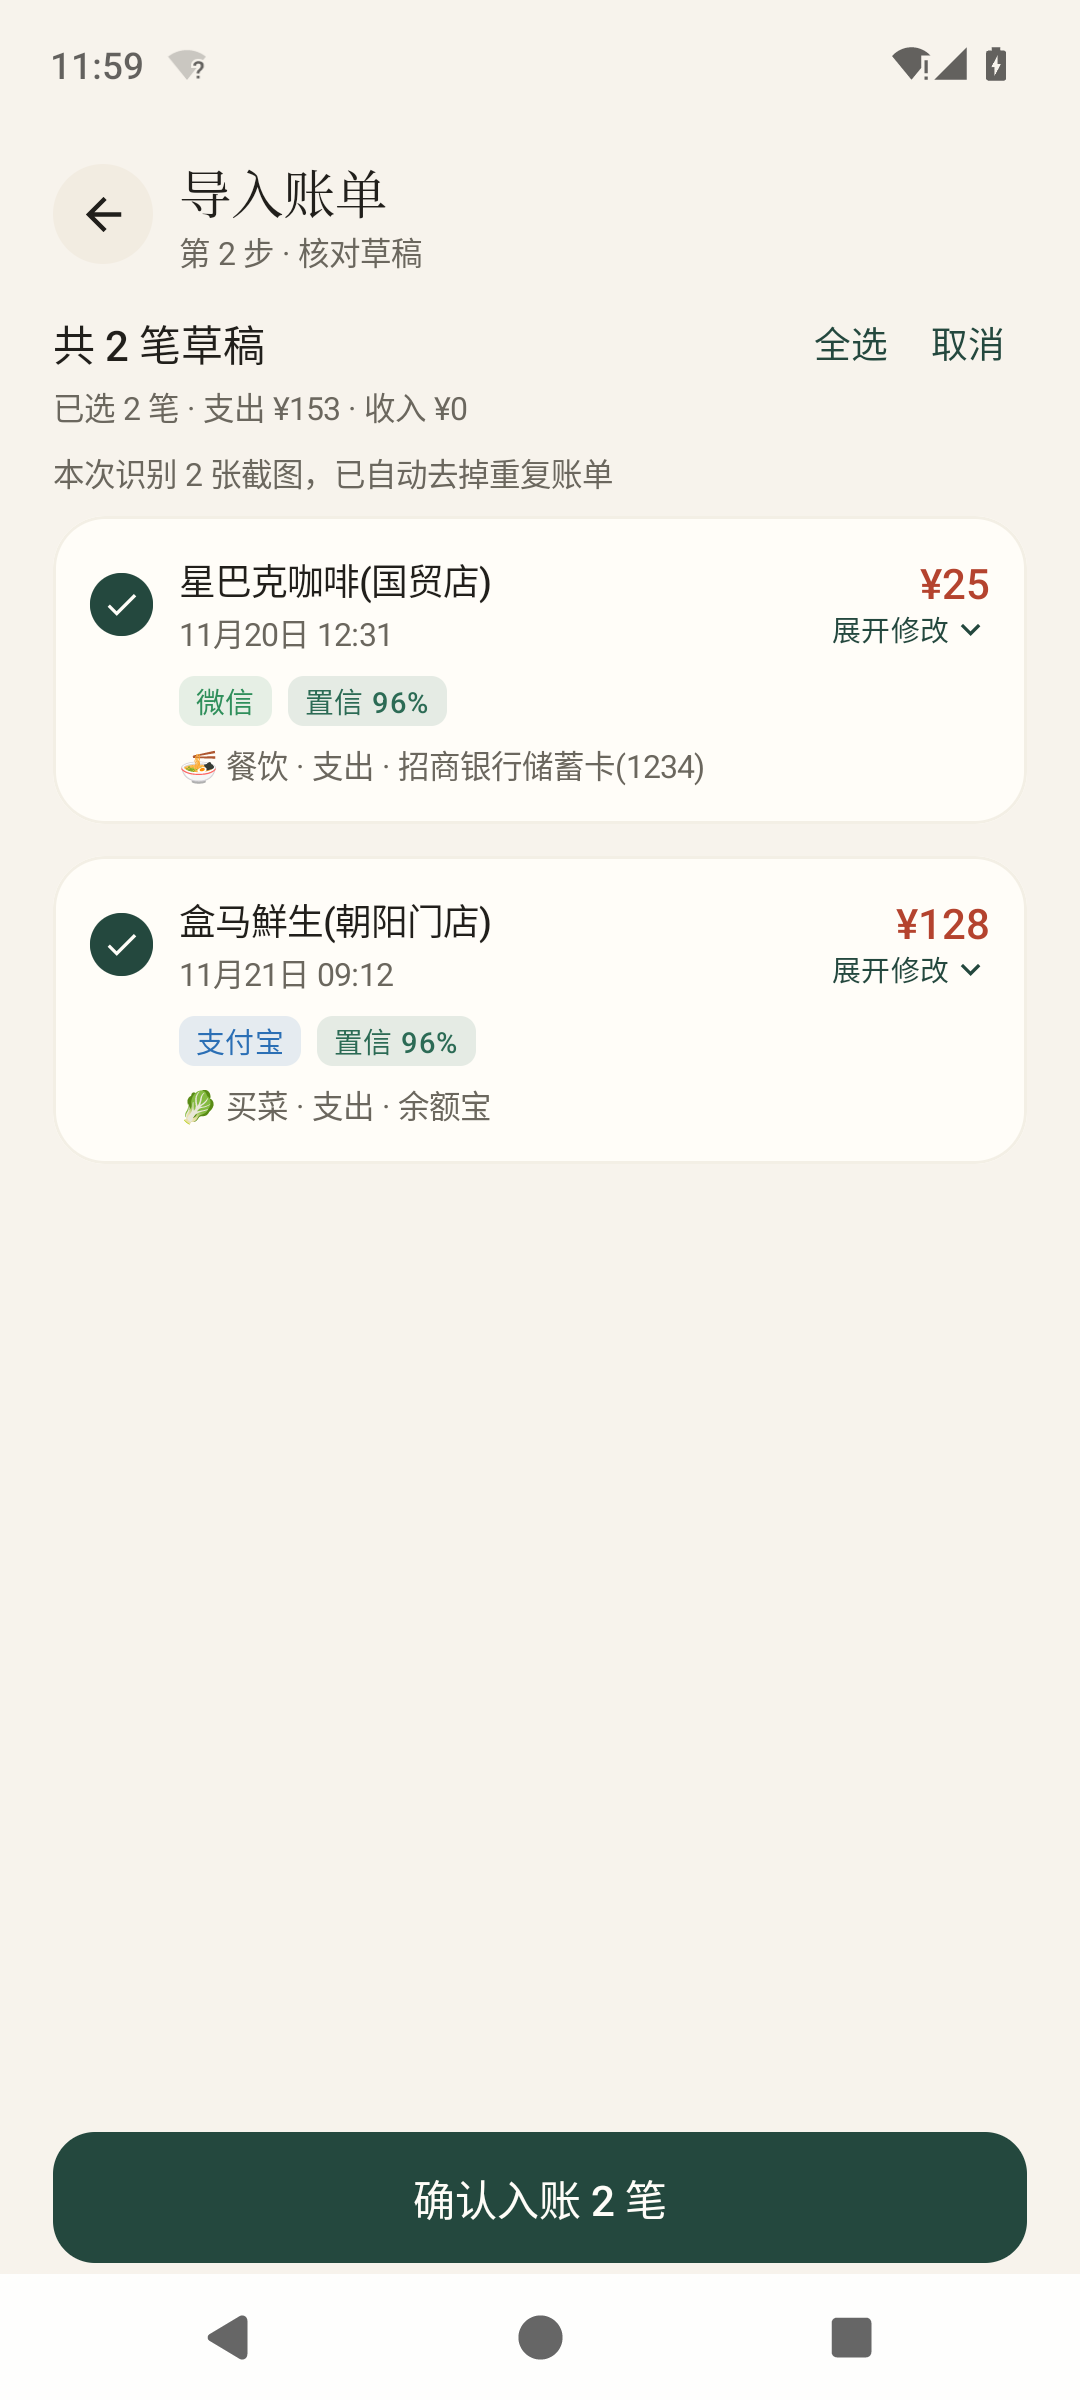 11:59
导入账单
第 2 步 · 核对草稿
共 2 笔草稿
全选 取消
已选 2 笔 · 支出 ¥153 · 收入 ¥0
本次识别 2 张截图，已自动去掉重复账单
星巴克咖啡(国贸店)
¥25
11月20日 12:31
展开修改
微信 置信 96%
餐饮 · 支出 · 招商银行储蓄卡(1234)
盒马鲜生(朝阳门店)
¥128
11月21日 09:12
展开修改
支付宝 置信 96%
买菜 · 支出 · 余额宝
确认入账 2 笔